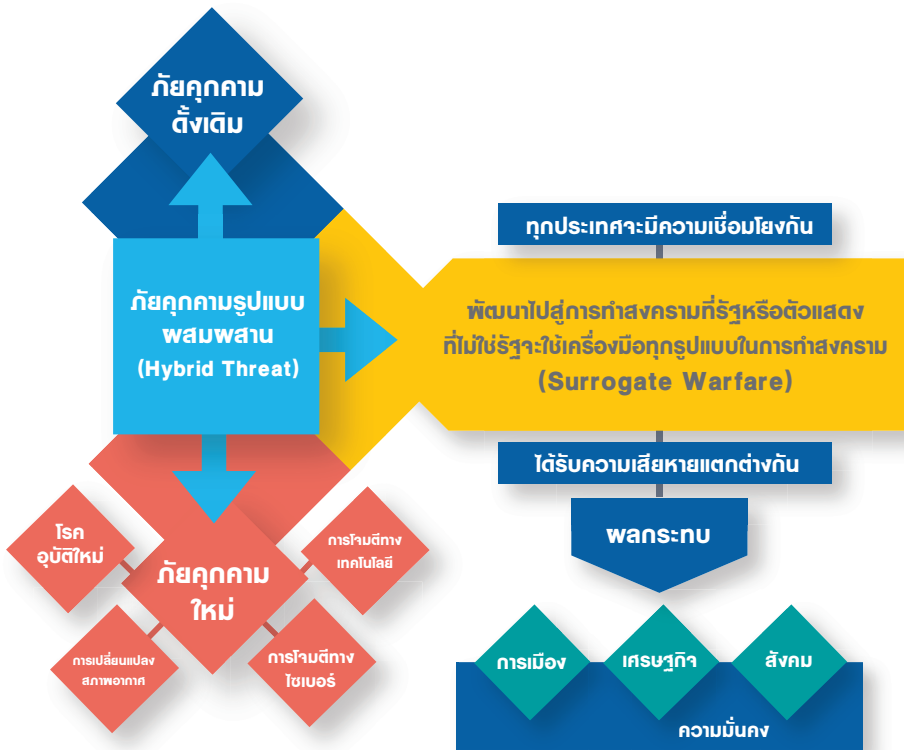 ภัยคุกคาม
ดั้งเดิม
ภัยคุกคามรูปแบบ
ผสมผสาน
(Hybrid Threat)
ทุกประเทศจะมีความเชื่อมโยงกัน
พัฒนาไปสู่การทำสงครามที่รัฐหรือตัวแสดง
ที่ไม่ใช่รัฐจะใช้เครื่องมือทุกรูปแบบในการทำสงคราม
(Surrogate Warfare)
ได้รับความเสียหายแตกต่างกัน
ผลกระทบ
โรค
อุบัติใหม่
การโจมตีทาง
เทคโนโลยี
ภัยคุกคาม
ใหม่
การเปลี่ยนแปลง
สภาพอากาศ
การโจมตีทาง
ไซเบอร์
การเมือง
เศรษฐกิจ
สังคม
ความมั่นคง